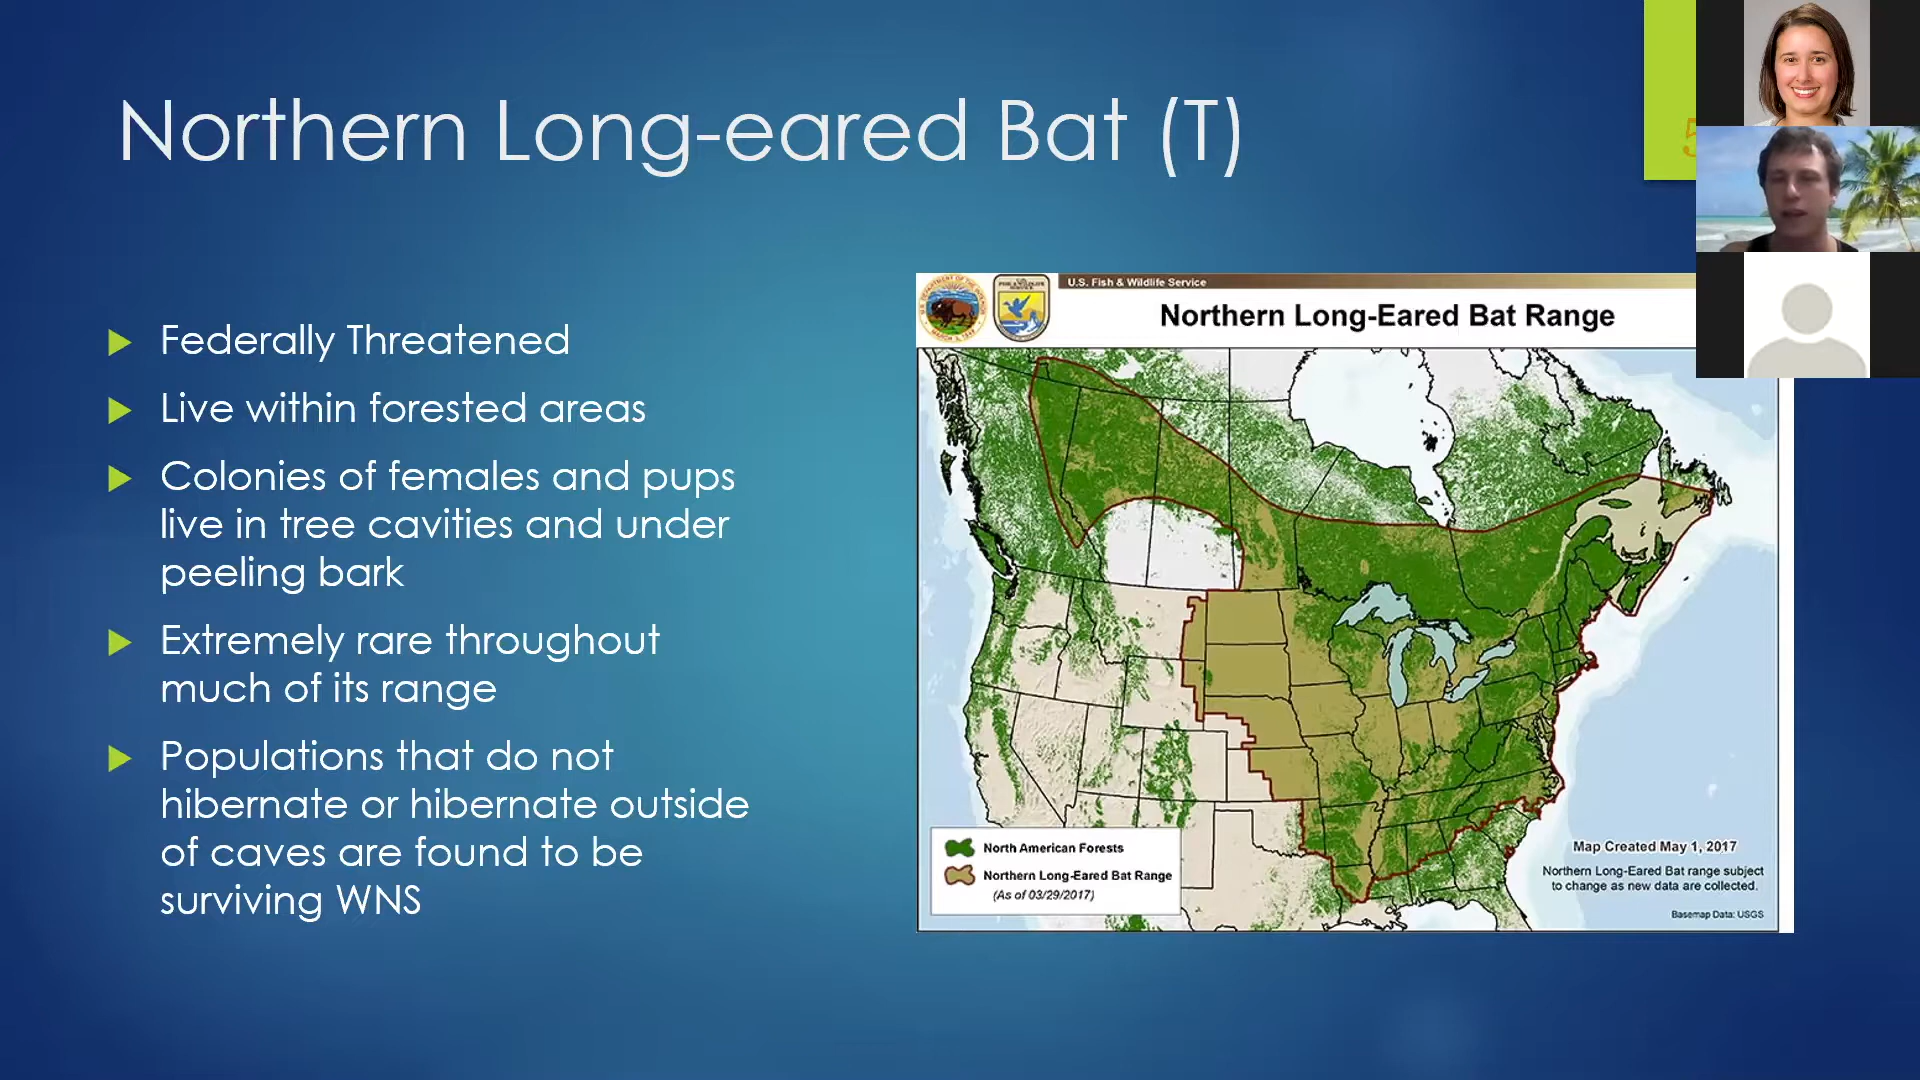 Northern Long-eared Bat (T)
5
Federally Threatened
Live within forested areas
Colonies of females and pups
live in tree cavities and under
peeling bark
Extremely rare throughout
much of its range
Populations that do not
hibernate or hibernate outside
of caves are found to be
surviving WNS
U.S. Fish & Wildlife Service
Northern Long-Eared Bat Range
North American Forests
Northern Long-Eared Bat Range
(As of 03/29/2017)
Map Created May 1, 2017
Northern Long-Eared Bat range subject
to change as new data are collected.
Basemap Data: USGS